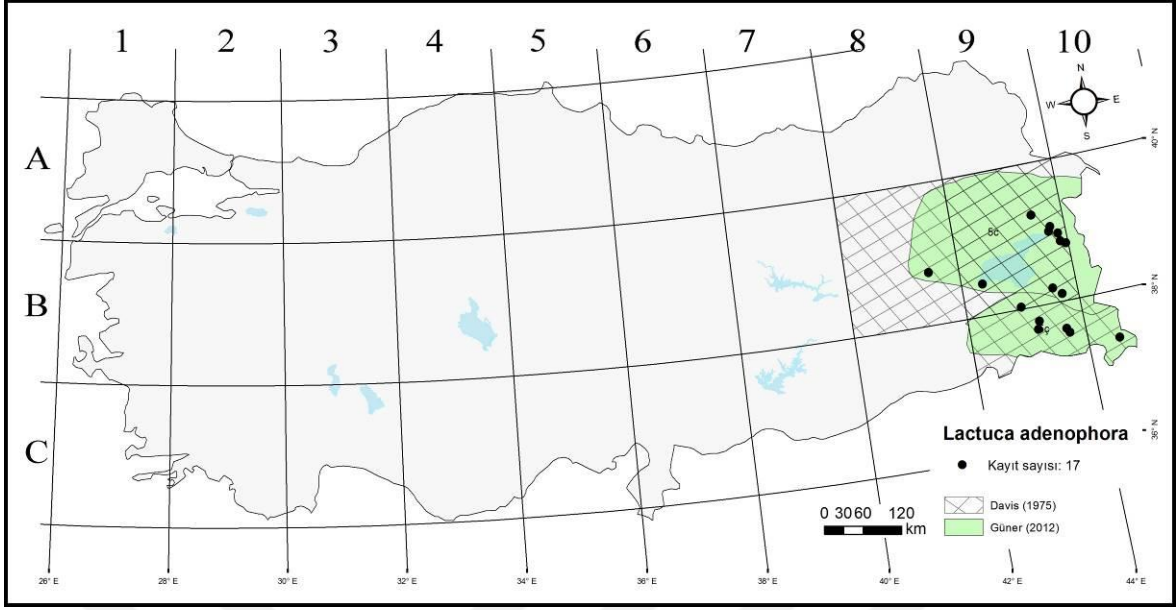 1 2 3 4 5 6 7 8 9 10
N
W E
S
40° N
A
B
38° N
C
36° N
Lactuca adenophora
Kayıt sayısı: 17
Davis (1975)
Güner (2012)
0 30 60 120
km
26° E 28° E 30° E 32° E 34° E 36° E 38° E 40° E 42° E 44° E